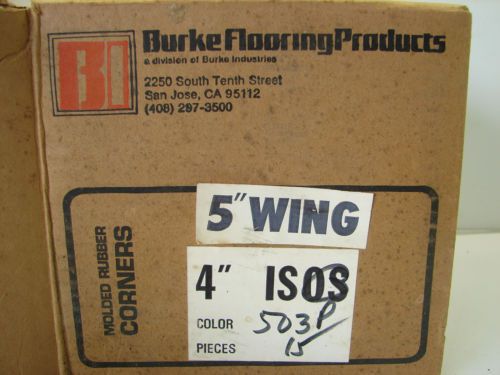 BI
BurkeFlooringProducts
a division of Burke Industries
2250 South Tenth Street
San Jose, CA 95112
(408) 297-3500
MOLDED RUBBER
CORNERS
5" WING
4" ISOS
COLOR 503P
PIECES 15